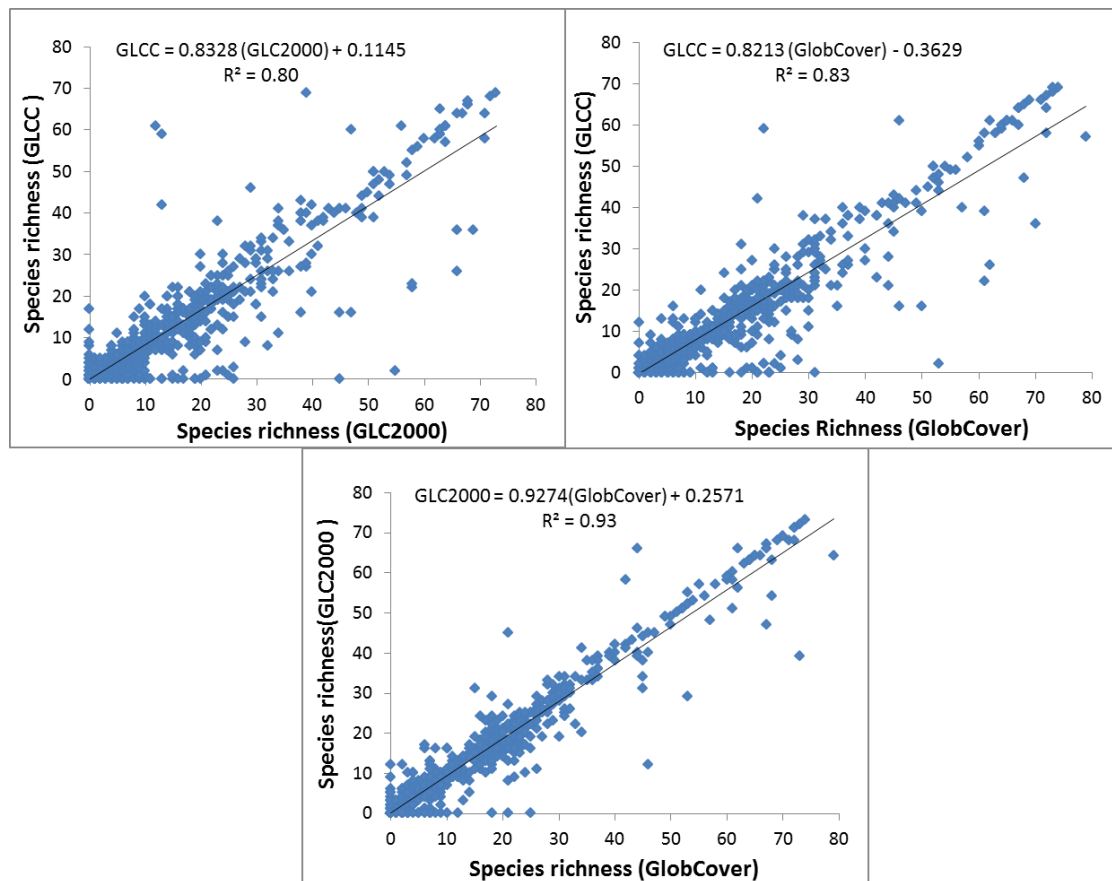 GLCC = 0.8328 (GLC2000) + 0.1145
R² = 0.80
Species richness (GLCC )
80
70
60
50
40
30
20
10
0
0 10 20 30 40 50 60 70 80
Species richness (GLC2000)
GLCC = 0.8213 (GlobCover) - 0.3629
R² = 0.83
Species richness (GLCC)
80
70
60
50
40
30
20
10
0
0 10 20 30 40 50 60 70 80
Species Richness (GlobCover)
GLC2000 = 0.9274(GlobCover) + 0.2571
R² = 0.93
Species richness(GLC2000 )
80
70
60
50
40
30
20
10
0
0 10 20 30 40 50 60 70 80
Species richness (GlobCover)